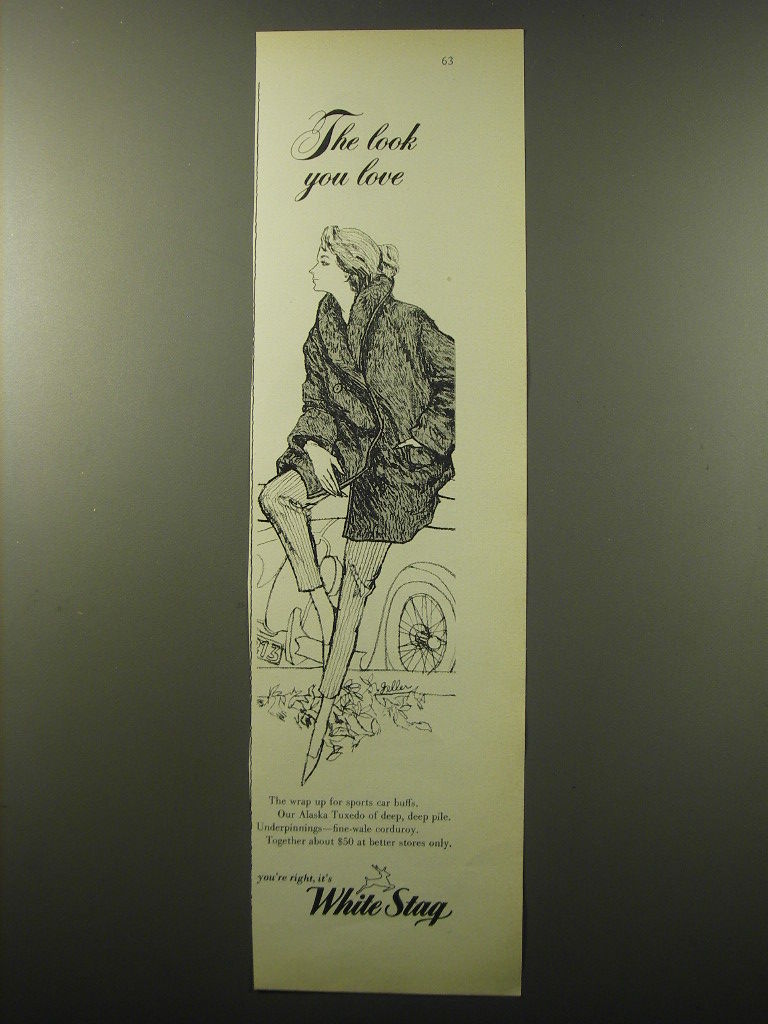 63
The look
you love
13
Geller
The wrap up for sports car buffs.
Our Alaska Tuxedo of deep, deep pile.
Underpinnings—fine-wale corduroy.
Together about $50 at better stores only.
you're right, it's
White Stag